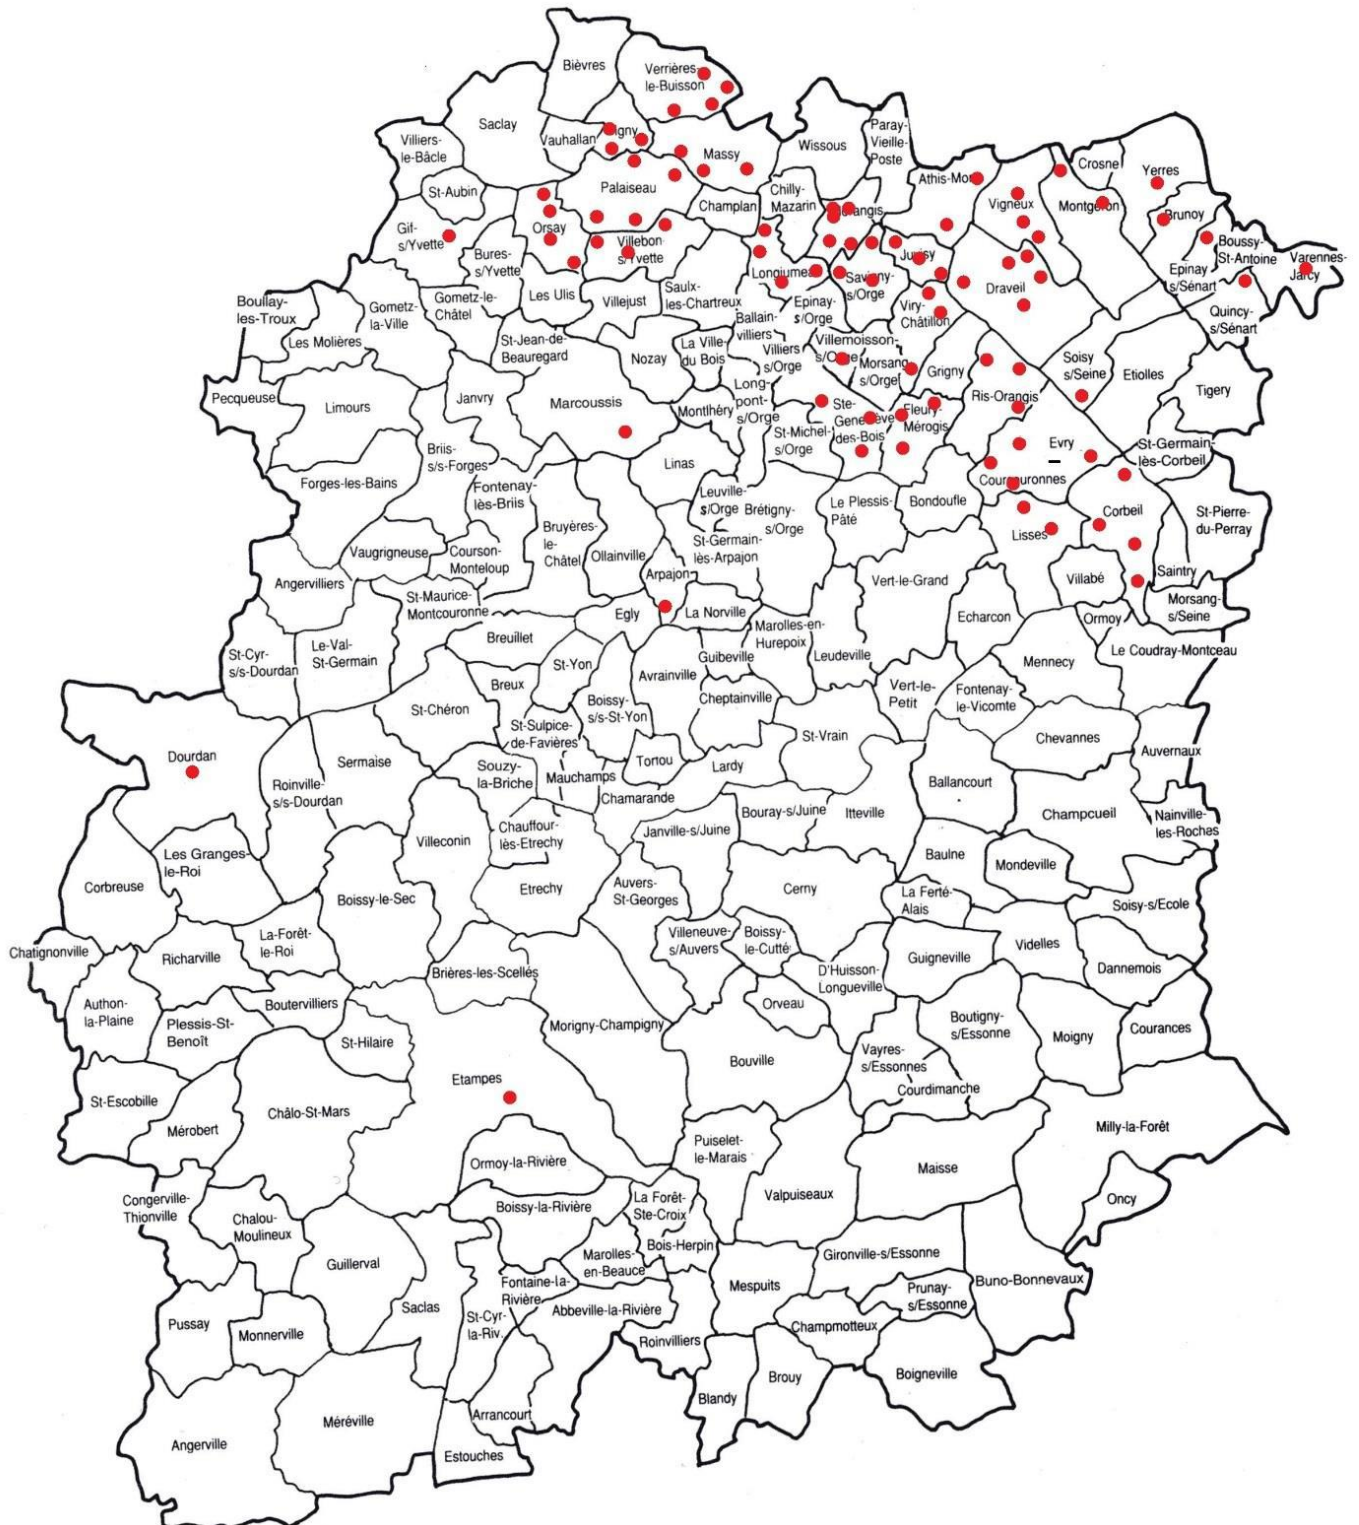 Bièvres
Verrières-
le-Buisson
Saclay
Vauhallan
Igny
Villiers-
le-Bâcle
Massy
Wissous
Paray-
Vieille-
Poste
Crosne
Yerres
St-Aubin
Palaiseau
Champlan
Chilly-
Mazarin
Athis-Mo
Vigneux
Montgeron
Brunoy
Gif-
s/Yvette
Orsay
Villebon-
s/Yvette
Juvisy
Boussy-
St-Antoine
Varennes-
Jarcy
Bures-
s/Yvette
Longjume
Savigny-
s/Orge
Epinay
s/Sénart
Draveil
Boullay-
les-Troux
Gometz-
la-Ville
Gometz-le-
Châtel
Les Ulis
Villejust
Saulx-
les-Chartreux
Epinay-
s/Orge
Viry-
Châtillon
Quincy-
s/Sénart
Ballain-
villiers
Les Molières
St-Jean-de-
Beauregard
Nozay
La Ville-
du Bois
Villiers
s/Orge
Villemoisson-
s/Orge
Morsang
s/Orge
Grigny
Soisy
s/Seine
Etiolles
Tigery
Pecqueuse
Limours
Janvry
Marcoussis
Montlhéry
Long-
pont-
s/Orge
Ste-
Geneviève
des-Bois
Fleury-
Mérogis
Ris-Orangis
St-Michel-
s/Orge
Evry
St-Germain-
lès-Corbeil
Forges-les-Bains
Briis-
s/s-Forges
Linas
Fontenay-
lès-Briis
Leuville-
s/Orge
Brétigny-
s/Orge
Le Plessis-
Pâté
Bondoufle
Courcouronnes
Corbeil
St-Pierre-
du-Perray
Bruyères-
le-
Châtel
Ollainville
St-Germain-
lès-Arpajon
Lisses
Vaugrigneuse
Courson-
Monteloup
Arpajon
Vert-le-Grand
Villabé
Saintry
Angervilliers
St-Maurice-
Montcouronne
Egly
La Norville
Echarcon
Ormoy
Morsang-
s/Seine
Marolles-en-
Hurepoix
Breuillet
St-Cyr-
s/s-Dourdan
Le-Val-
St-Germain
Guibeville
Leudeville
Mennecy
Le Coudray-Montceau
St-Yon
Avrainville
Breux
Cheptainville
Vert-le-
Petit
Fontenay-
le-Vicomte
St-Chéron
Boissy-
s/s-St-Yon
St-Sulpice-
de-Favières
St-Vrain
Chevannes
Auvernaux
Dourdan
Sermaise
Souzy-
la-Briche
Mauchamps
Tortou
Lardy
Roinville-
s/s-Dourdan
Chamarande
Ballancourt
Bouray-s/Juine
Itteville
Champcueil
Nainville-
les-Roches
Villeconin
Chauffour-
lès-Etrechy
Janville-s/Juine
Les Granges-
le-Roi
Baulne
Mondeville
Corbreuse
Boissy-le-Sec
Etrechy
Auvers-
St-Georges
Cerny
La Ferté-
Alais
Soisy-s/Ecole
Chatignonville
La-Forêt-
le-Roi
Villeneuve-
s/Auvers
Boissy-
le-Cutté
Richarville
Brières-les-Scellés
Guigneville
Videlles
Dannemois
D'Huisson-
Longueville
Authon-
la-Plaine
Boutervilliers
Orveau
Plessis-St-
Benoît
St-Hilaire
Morigny-Champigny
Boutigny-
s/Essonne
Moigny
Courances
Bouville
Vayres-
s/Essonnes
Etampes
Courdimanche
St-Escobille
Châlo-St-Mars
Mérobert
Puiselet-
le-Marais
Milly-la-Forêt
Ormoy-la-Rivière
Maisse
Congerville-
Thionville
Boissy-la-Rivière
La Forêt-
Ste-Croix
Valpuiseaux
Oncy
Chalou-
Moulineux
Guillerval
Marolles-
en-Beauce
Bois-Herpin
Gironville-s/Essonne
Fontaine-la-
Rivière
Mespuits
Buno-Bonnevaux
Prunay-
s/Essonne
Pussay
Monnerville
Saclas
St-Cyr-
la-Riv.
Abbeville-la-Rivière
Champmotteux
Roinvilliers
Brouy
Boigneville
Blandy
Angerville
Méréville
Arrancourt
Estouches